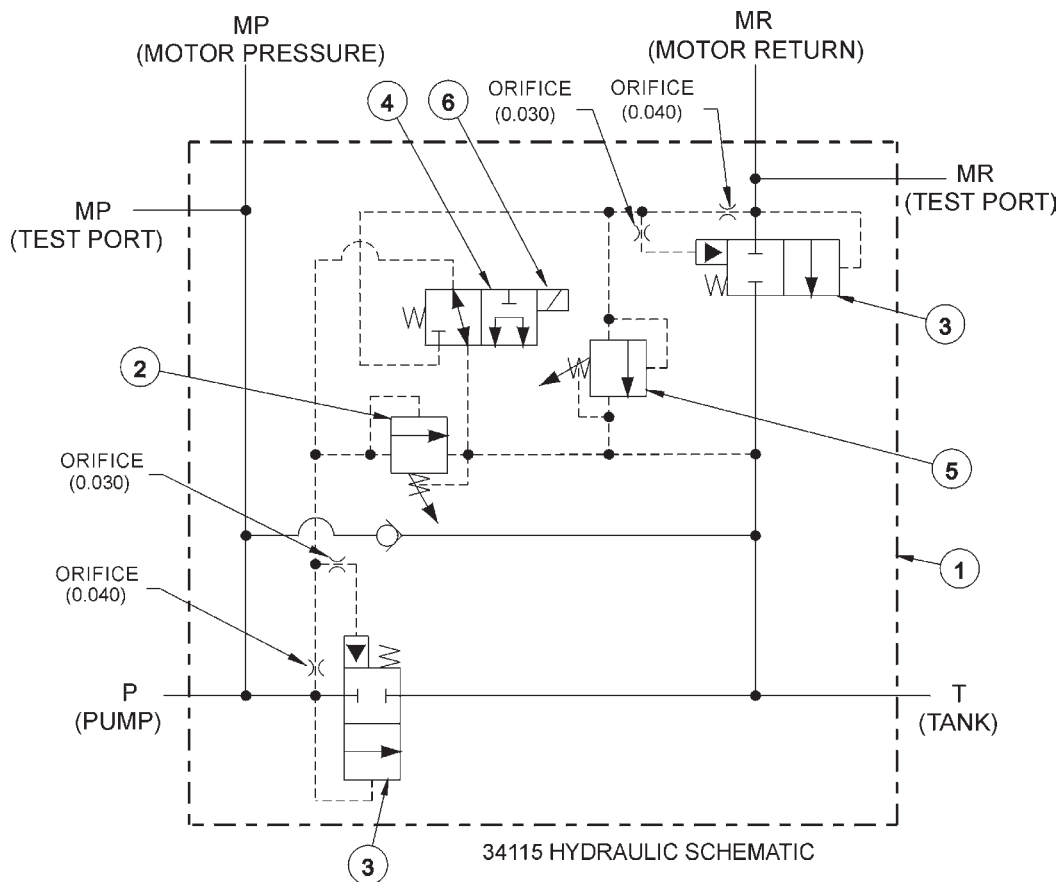 MP
(MOTOR PRESSURE)
MR
(MOTOR RETURN)
4
6
ORIFICE
(0.030)
ORIFICE
(0.040)
MP
(TEST PORT)
MR
(TEST PORT)
3
2
5
ORIFICE
(0.030)
1
ORIFICE
(0.040)
P
(PUMP)
T
(TANK)
3
34115 HYDRAULIC SCHEMATIC